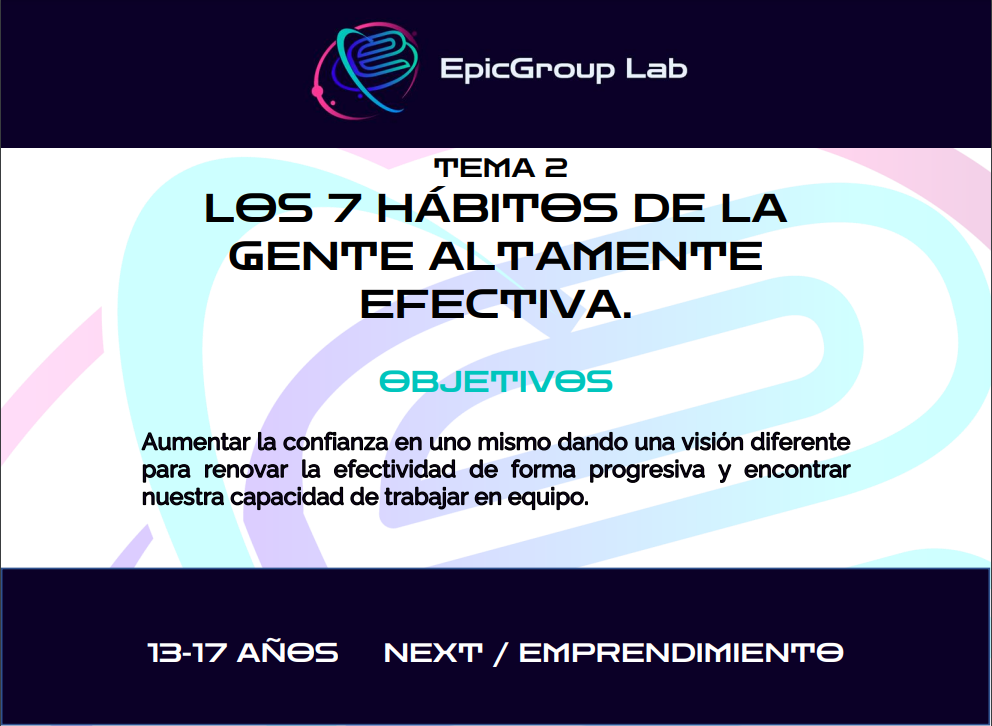 EpicGroup Lab
TEMA 2
LOS 7 HÁBITOS DE LA
GENTE ALTAMENTE
EFECTIVA.
OBJETIVOS
Aumentar la confianza en uno mismo dando una visión diferente
para renovar la efectividad de forma progresiva y encontrar
nuestra capacidad de trabajar en equipo.
13-17 AÑOS NEXT / EMPRENDIMIENTO